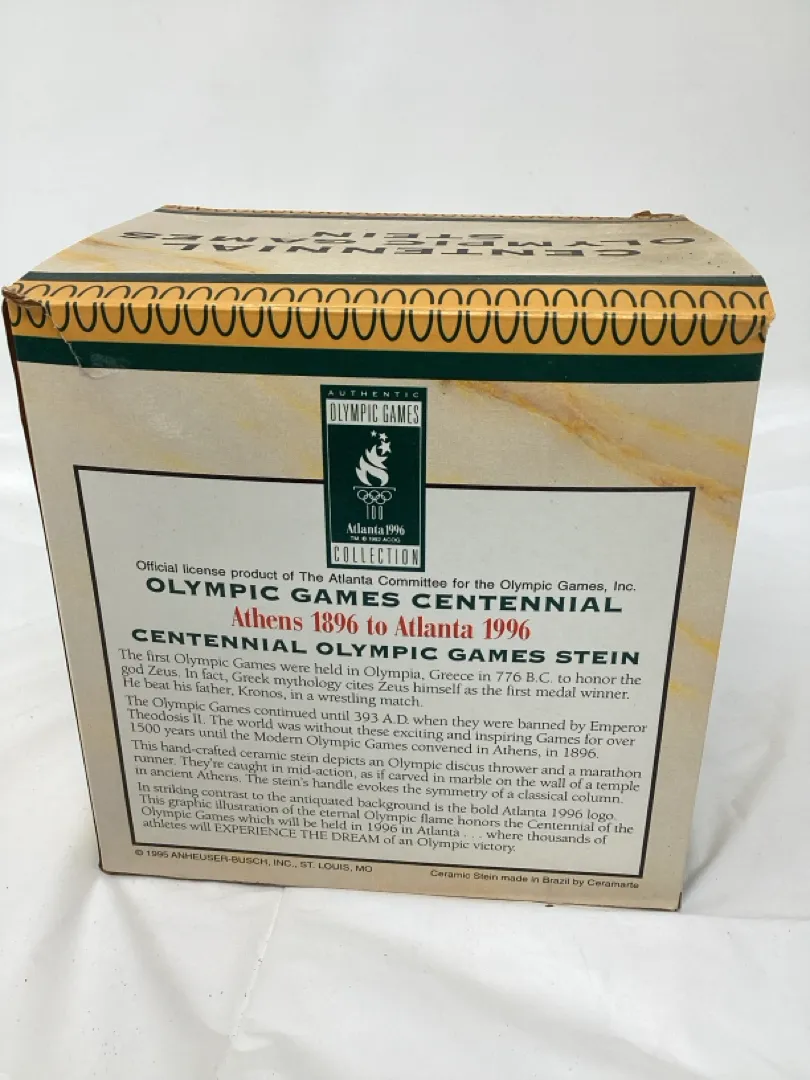 CENTENNIAL
OLYMPIC GAMES
STEIN
AUTHENTIC
OLYMPIC GAMES
100
Atlanta 1996
TM © 1992 ACOG
COLLECTION
Official license product of The Atlanta Committee for the Olympic Games, Inc.
OLYMPIC GAMES CENTENNIAL
Athens 1896 to Atlanta 1996
CENTENNIAL OLYMPIC GAMES STEIN
The first Olympic Games were held in Olympia, Greece in 776 B.C. to honor the
god Zeus. In fact, Greek mythology cites Zeus himself as the first medal winner.
He beat his father, Kronos, in a wrestling match.
The Olympic Games continued until 393 A.D. when they were banned by Emperor
Theodosis II. The world was without these exciting and inspiring Games for over
1500 years until the Modern Olympic Games convened in Athens, in 1896.
This hand-crafted ceramic stein depicts an Olympic discus thrower and a marathon
runner. They're caught in mid-action, as if carved in marble on the wall of a temple
in ancient Athens. The stein's handle evokes the symmetry of a classical column.
In striking contrast to the antiquated background is the bold Atlanta 1996 logo.
This graphic illustration of the eternal Olympic flame honors the Centennial of the
Olympic Games which will be held in 1996 in Atlanta . . . where thousands of
athletes will EXPERIENCE THE DREAM of an Olympic victory.
© 1995 ANHEUSER-BUSCH, INC., ST. LOUIS, MO
Ceramic Stein made in Brazil by Ceramarte